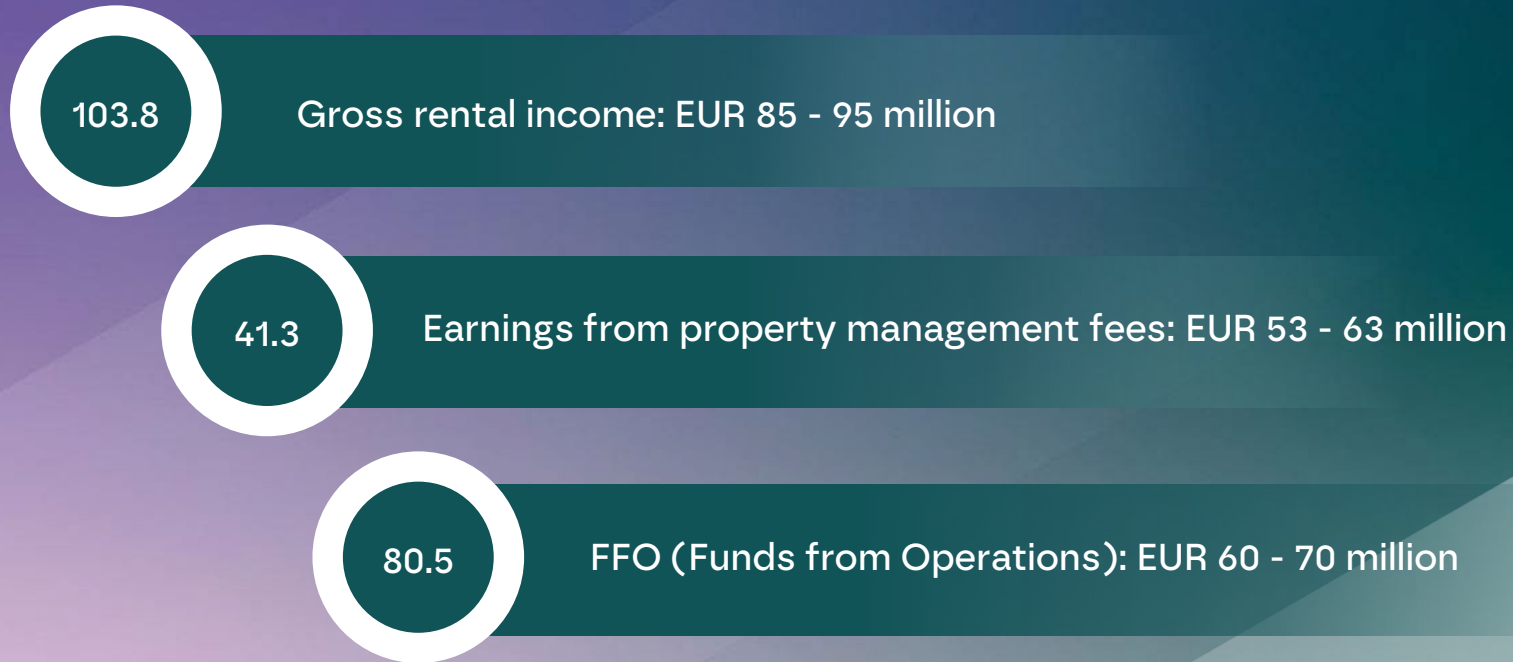 103.8
Gross rental income: EUR 85 - 95 million
41.3
Earnings from property management fees: EUR 53 - 63 million
80.5
FFO (Funds from Operations): EUR 60 - 70 million